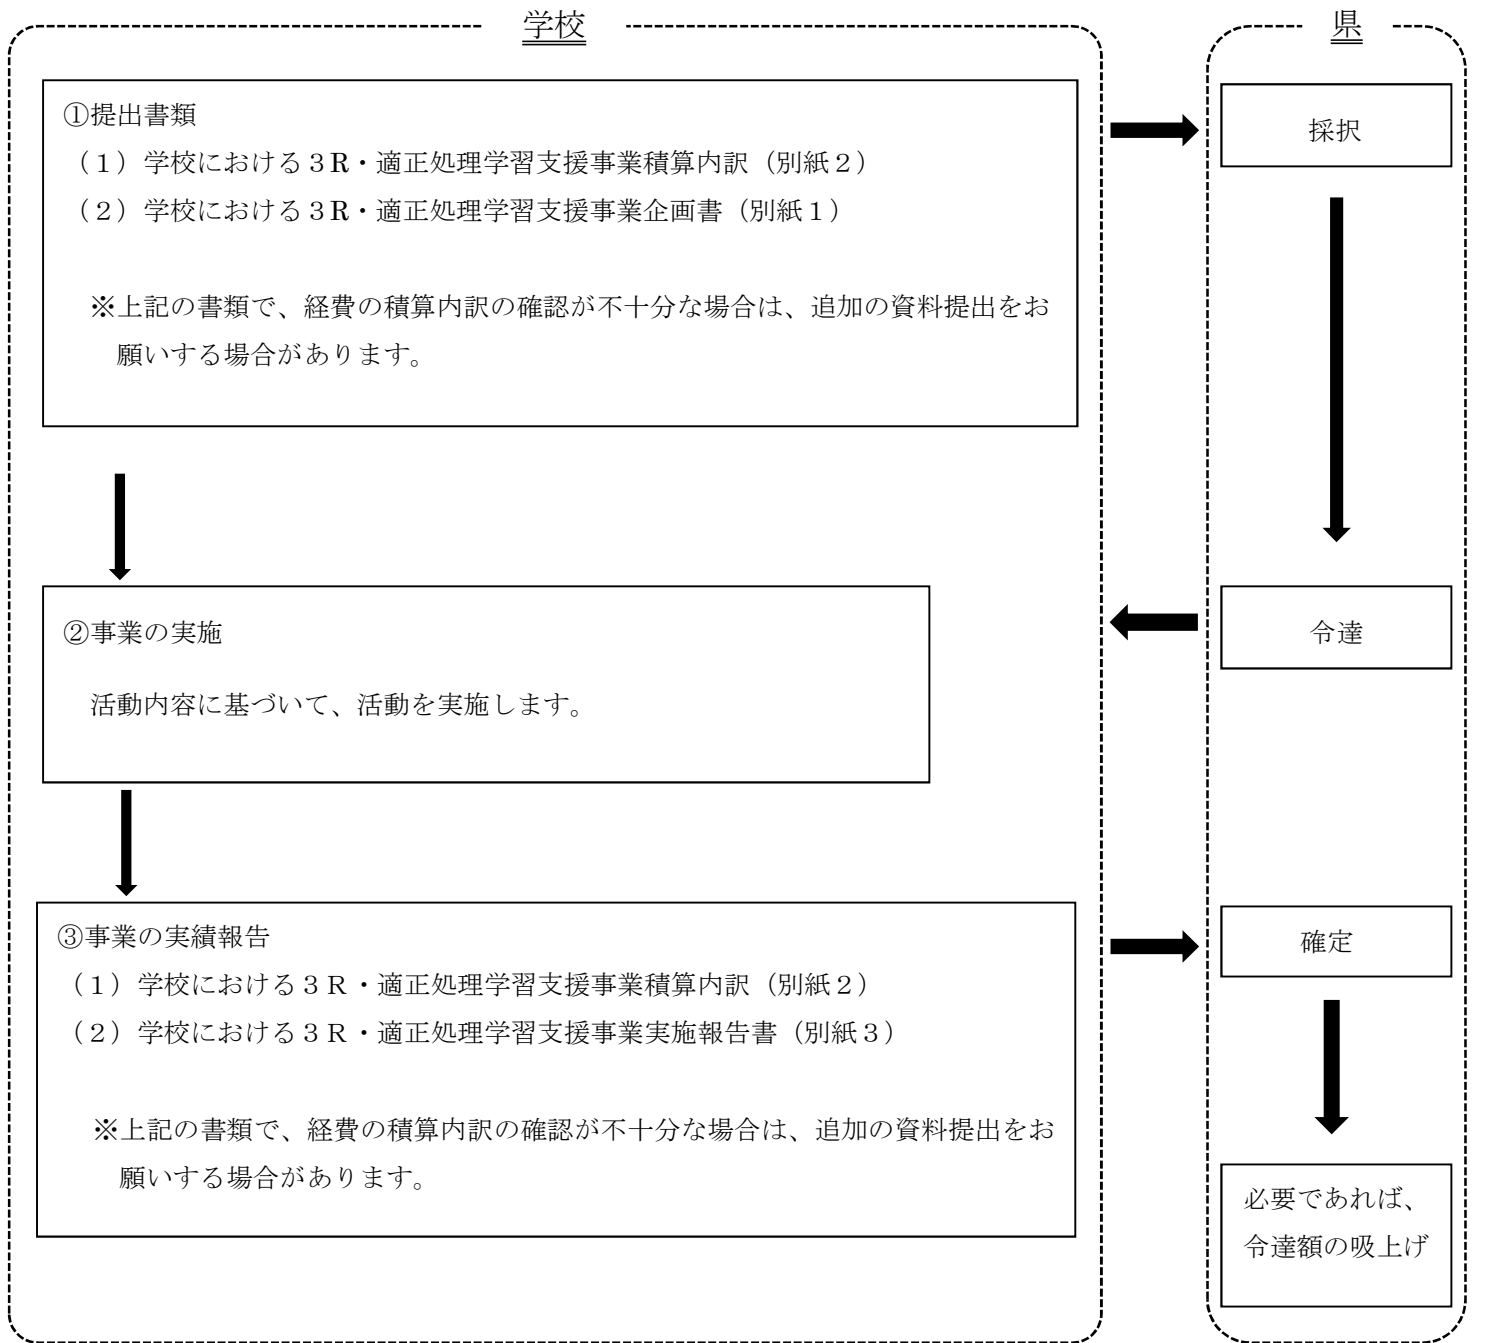 学校
県
①提出書類
（１）学校における３R・適正処理学習支援事業積算内訳（別紙２）
（２）学校における３R・適正処理学習支援事業企画書（別紙１）
※上記の書類で、経費の積算内訳の確認が不十分な場合は、追加の資料提出をお
願いする場合があります。
採択
②事業の実施
活動内容に基づいて、活動を実施します。
令達
③事業の実績報告
（１）学校における３Ｒ・適正処理学習支援事業積算内訳（別紙２）
（２）学校における３Ｒ・適正処理学習支援事業実施報告書（別紙３）
※上記の書類で、経費の積算内訳の確認が不十分な場合は、追加の資料提出をお
願いする場合があります。
確定
必要であれば、
令達額の吸上げ